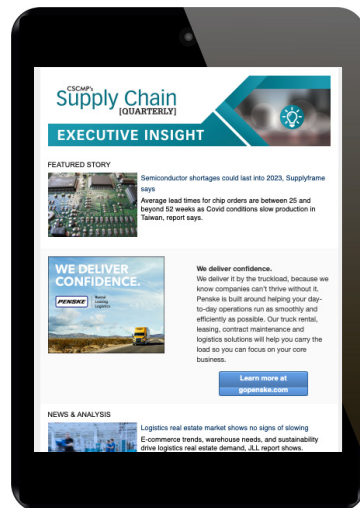 CSCMP's
Supply Chain
[QUARTERLY]
EXECUTIVE INSIGHT
FEATURED STORY
Semiconductor shortages could last into 2023, Supplyframe
says
Average lead times for chip orders are between 25 and
beyond 52 weeks as Covid conditions slow production in
Taiwan, report says.
WE DELIVER
CONFIDENCE.
PENSKE
Rental
Leasing
Logistics
We deliver confidence.
We deliver it by the truckload, because we
know companies can't thrive without it.
Penske is built around helping your day-
to-day operations run as smoothly and
efficiently as possible. Our truck rental,
leasing, contract maintenance and
logistics solutions will help you carry the
load so you can focus on your core
business.
Learn more at
gopenske.com
NEWS & ANALYSIS
Logistics real estate market shows no signs of slowing
E-commerce trends, warehouse needs, and sustainability
drive logistics real estate demand, JLL report shows.